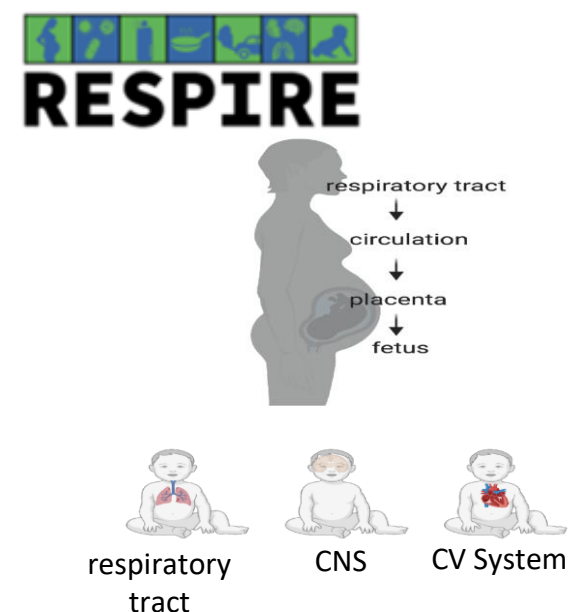 RESPIRE
respiratory tract
circulation
placenta
fetus
respiratory
tract
CNS
CV System